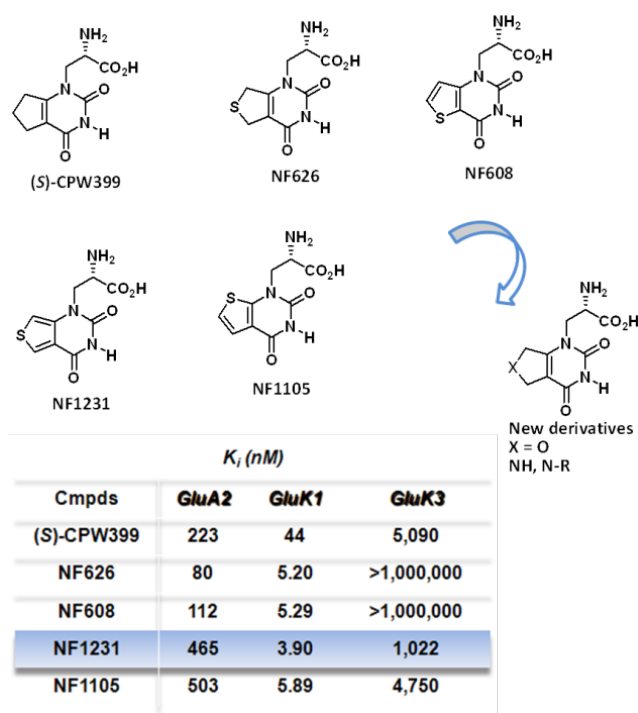 NH2
CO2H
N
O
N-H
O
(S)-CPW399
NH2
CO2H
S
N
O
N-H
O
NF626
NH2
CO2H
N
O
S
N-H
O
NF608
NH2
CO2H
N
O
S
N-H
O
NF1231
NH2
CO2H
S
N
O
N-H
O
NF1105
NH2
CO2H
N
O
X
N-H
O
New derivatives
X = O
NH, N-R
Ki (nM)
Cmpds GluA2 GluK1 GluK3
(S)-CPW399 223 44 5,090
NF626 80 5.20 >1,000,000
NF608 112 5.29 >1,000,000
NF1231 465 3.90 1,022
NF1105 503 5.89 4,750